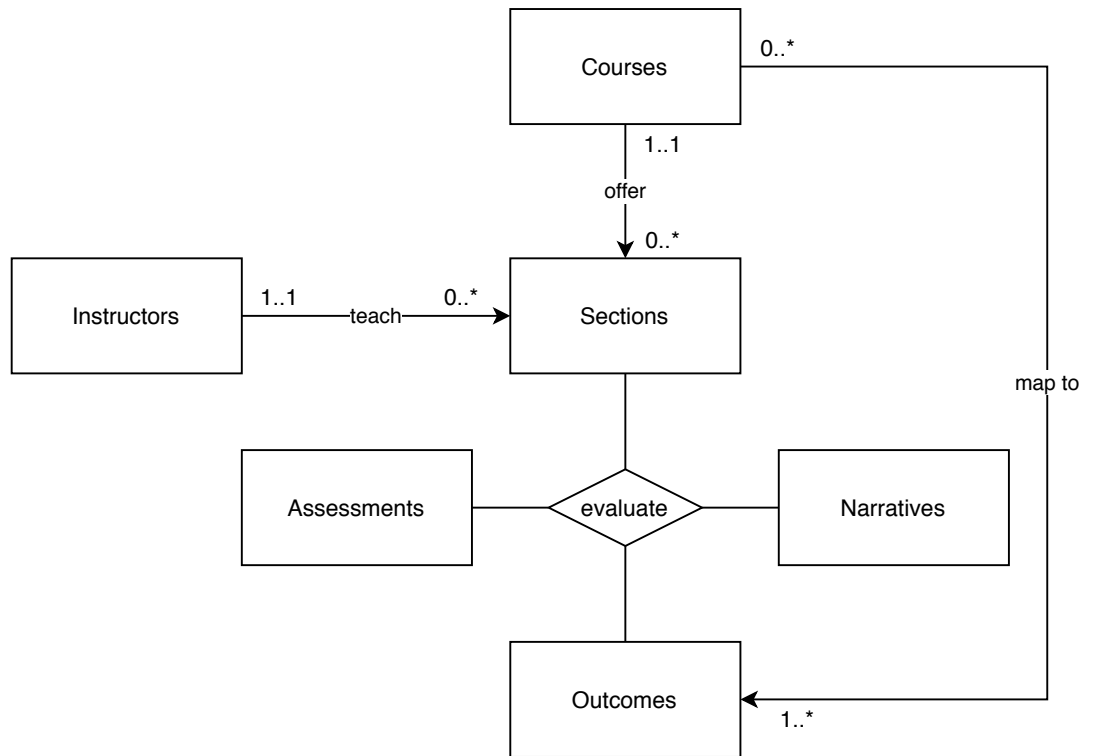 Courses
0..*
1..1
offer
0..*
Instructors
1..1
teach
0..*
Sections
map to
Assessments
evaluate
Narratives
Outcomes
1..*